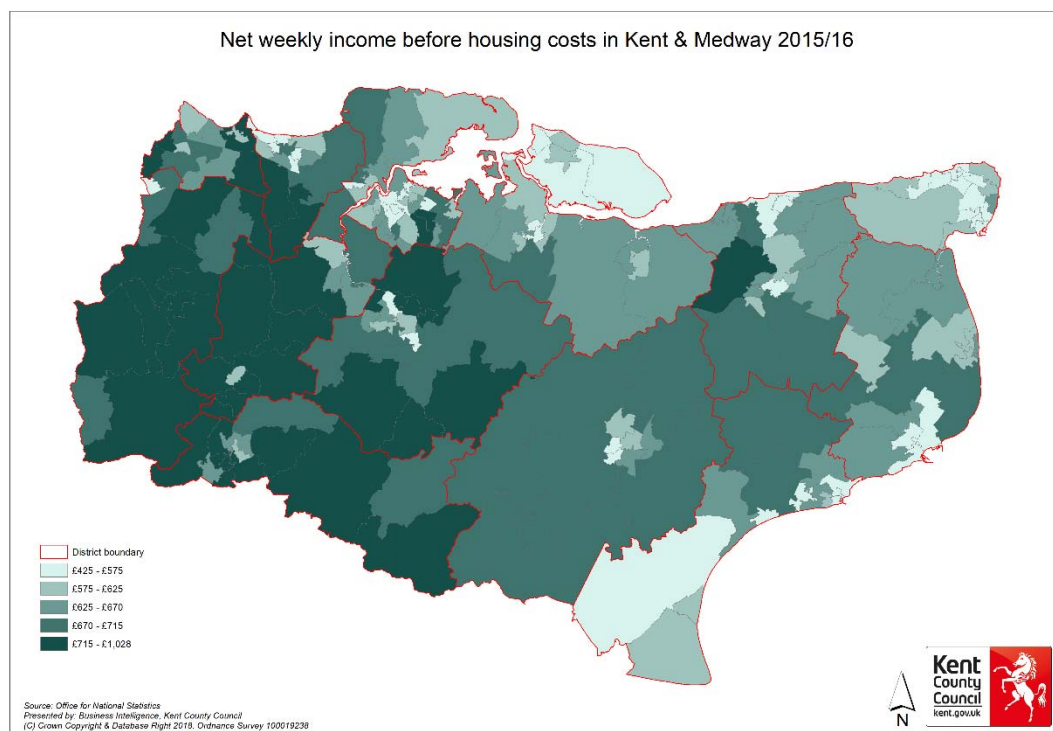 Net weekly income before housing costs in Kent & Medway 2015/16
District boundary
£425 - £575
£575 - £625
£625 - £670
£670 - £715
£715 - £1,028
Source: Office for National Statistics
Presented by: Business Intelligence, Kent County Council
(C) Crown Copyright & Database Right 2018. Ordnance Survey 100019238
N
Kent
County
Council
kent.gov.uk